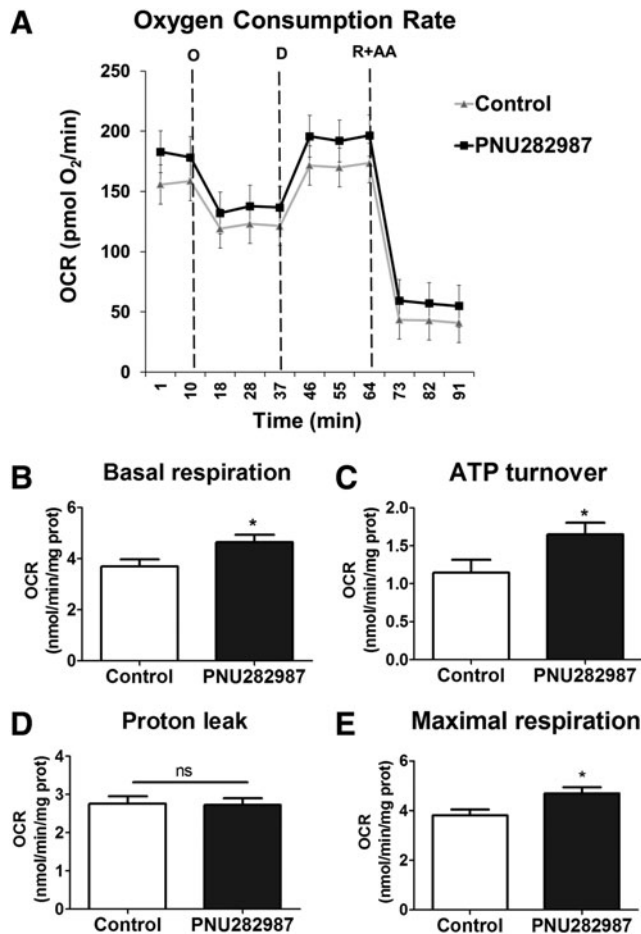 A
Oxygen Consumption Rate
O
D
R+AA
250
200
150
100
50
0
OCR (pmol O₂/min)
1
10
18
28
37
46
55
64
73
82
91
Time (min)
Control
PNU282987
B
Basal respiration
6
4
2
0
OCR
(nmol/min/mg prot)
*
Control
PNU282987
C
ATP turnover
2.0
1.5
1.0
0.5
0.0
OCR
(nmol/min/mg prot)
*
Control
PNU282987
D
Proton leak
4
3
2
1
0
OCR
(nmol/min/mg prot)
ns
Control
PNU282987
E
Maximal respiration
6
4
2
0
OCR
(nmol/min/mg prot)
*
Control
PNU282987